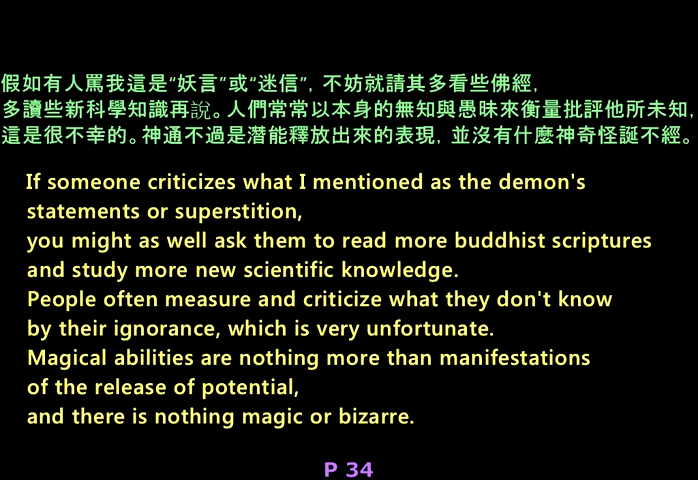 假如有人罵我這是“妖言”或“迷信”, 不妨就請其多看些佛經,
多讀些新科學知識再說。人們常常以本身的無知與愚昧來衡量批評他所未知,
這是很不幸的。神通不過是潛能釋放出來的表現, 並沒有什麼神奇怪誕不經。
If someone criticizes what I mentioned as the demon's
statements or superstition,
you might as well ask them to read more buddhist scriptures
and study more new scientific knowledge.
People often measure and criticize what they don't know
by their ignorance, which is very unfortunate.
Magical abilities are nothing more than manifestations
of the release of potential,
and there is nothing magic or bizarre.
P 34